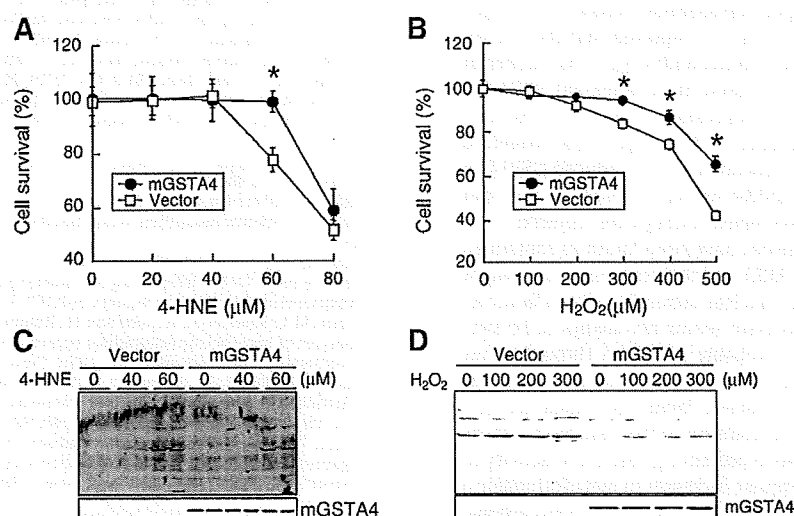 A
120
100
80
60
40
Cell survival (%)
*
mGSTA4
Vector
0 20 40 60 80
4-HNE (μM)
B
120
100
80
60
40
20
Cell survival (%)
* * *
mGSTA4
Vector
0 100 200 300 400 500
H₂O₂(μM)
C
Vector mGSTA4
4-HNE 0 40 60 0 40 60 (μM)
mGSTA4
D
Vector mGSTA4
H₂O₂ 0 100 200 300 0 100 200 300 (μM)
mGSTA4